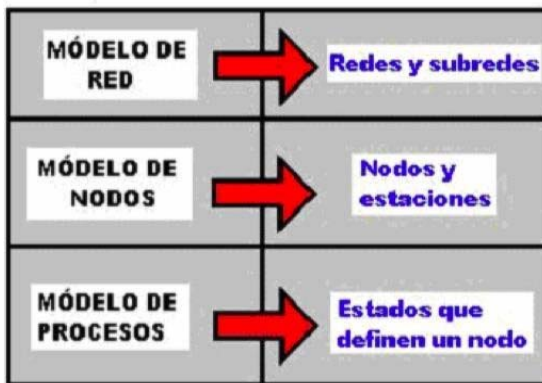 MÓDELO DE
RED
Redes y subredes
MÓDELO DE
NODOS
Nodos y
estaciones
MÓDELO DE
PROCESOS
Estados que
definen un nodo